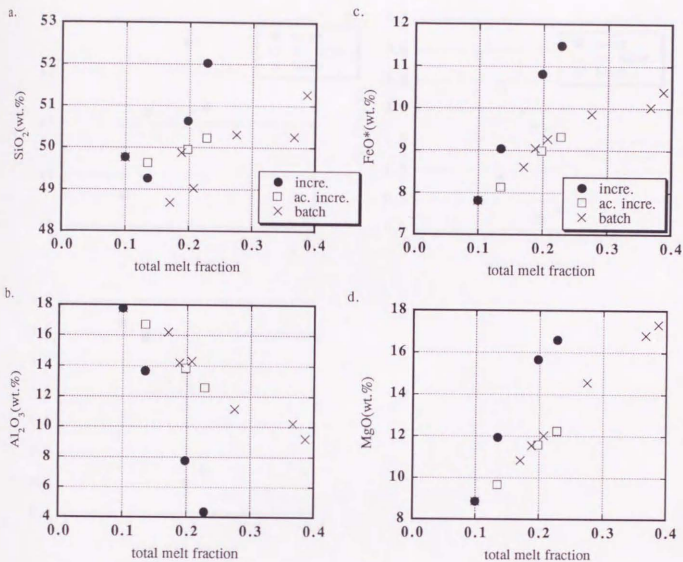 a.
53
52
51
50
49
48
SiO2(wt.%)
incre.
ac. incre.
batch
0.0 0.1 0.2 0.3 0.4
total melt fraction
c.
12
11
10
9
8
7
FeO*(wt.%)
incre.
ac. incre.
batch
0.0 0.1 0.2 0.3 0.4
total melt fraction
b.
18
16
14
12
10
8
6
4
Al2O3(wt.%)
0.0 0.1 0.2 0.3 0.4
total melt fraction
d.
18
16
14
12
10
8
MgO(wt.%)
0.0 0.1 0.2 0.3 0.4
total melt fraction